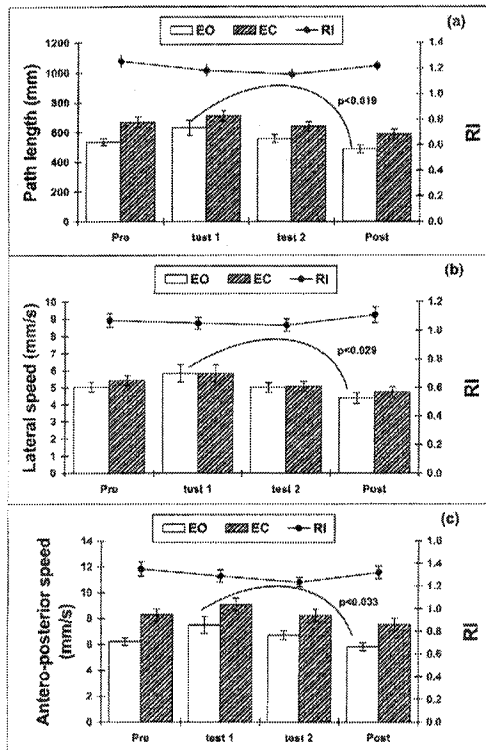 (a)
EO EC RI
Path length (mm)
1200
1000
800
600
400
200
0
1.4
1.2
1.0
0.8
0.6
0.4
0.2
0.0
RI
p<0.019
Pre test 1 test 2 Post
(b)
EO EC RI
Lateral speed (mm/s)
10
9
8
7
6
5
4
3
2
1
0
1.2
1.0
0.8
0.6
0.4
0.2
0.0
RI
p<0.029
Pre test 1 test 2 Post
(c)
EO EC RI
Antero-posterior speed
(mm/s)
14
12
10
8
6
4
2
0
1.6
1.4
1.2
1.0
0.8
0.6
0.4
0.2
0.0
RI
p<0.033
Pre test 1 test 2 Post